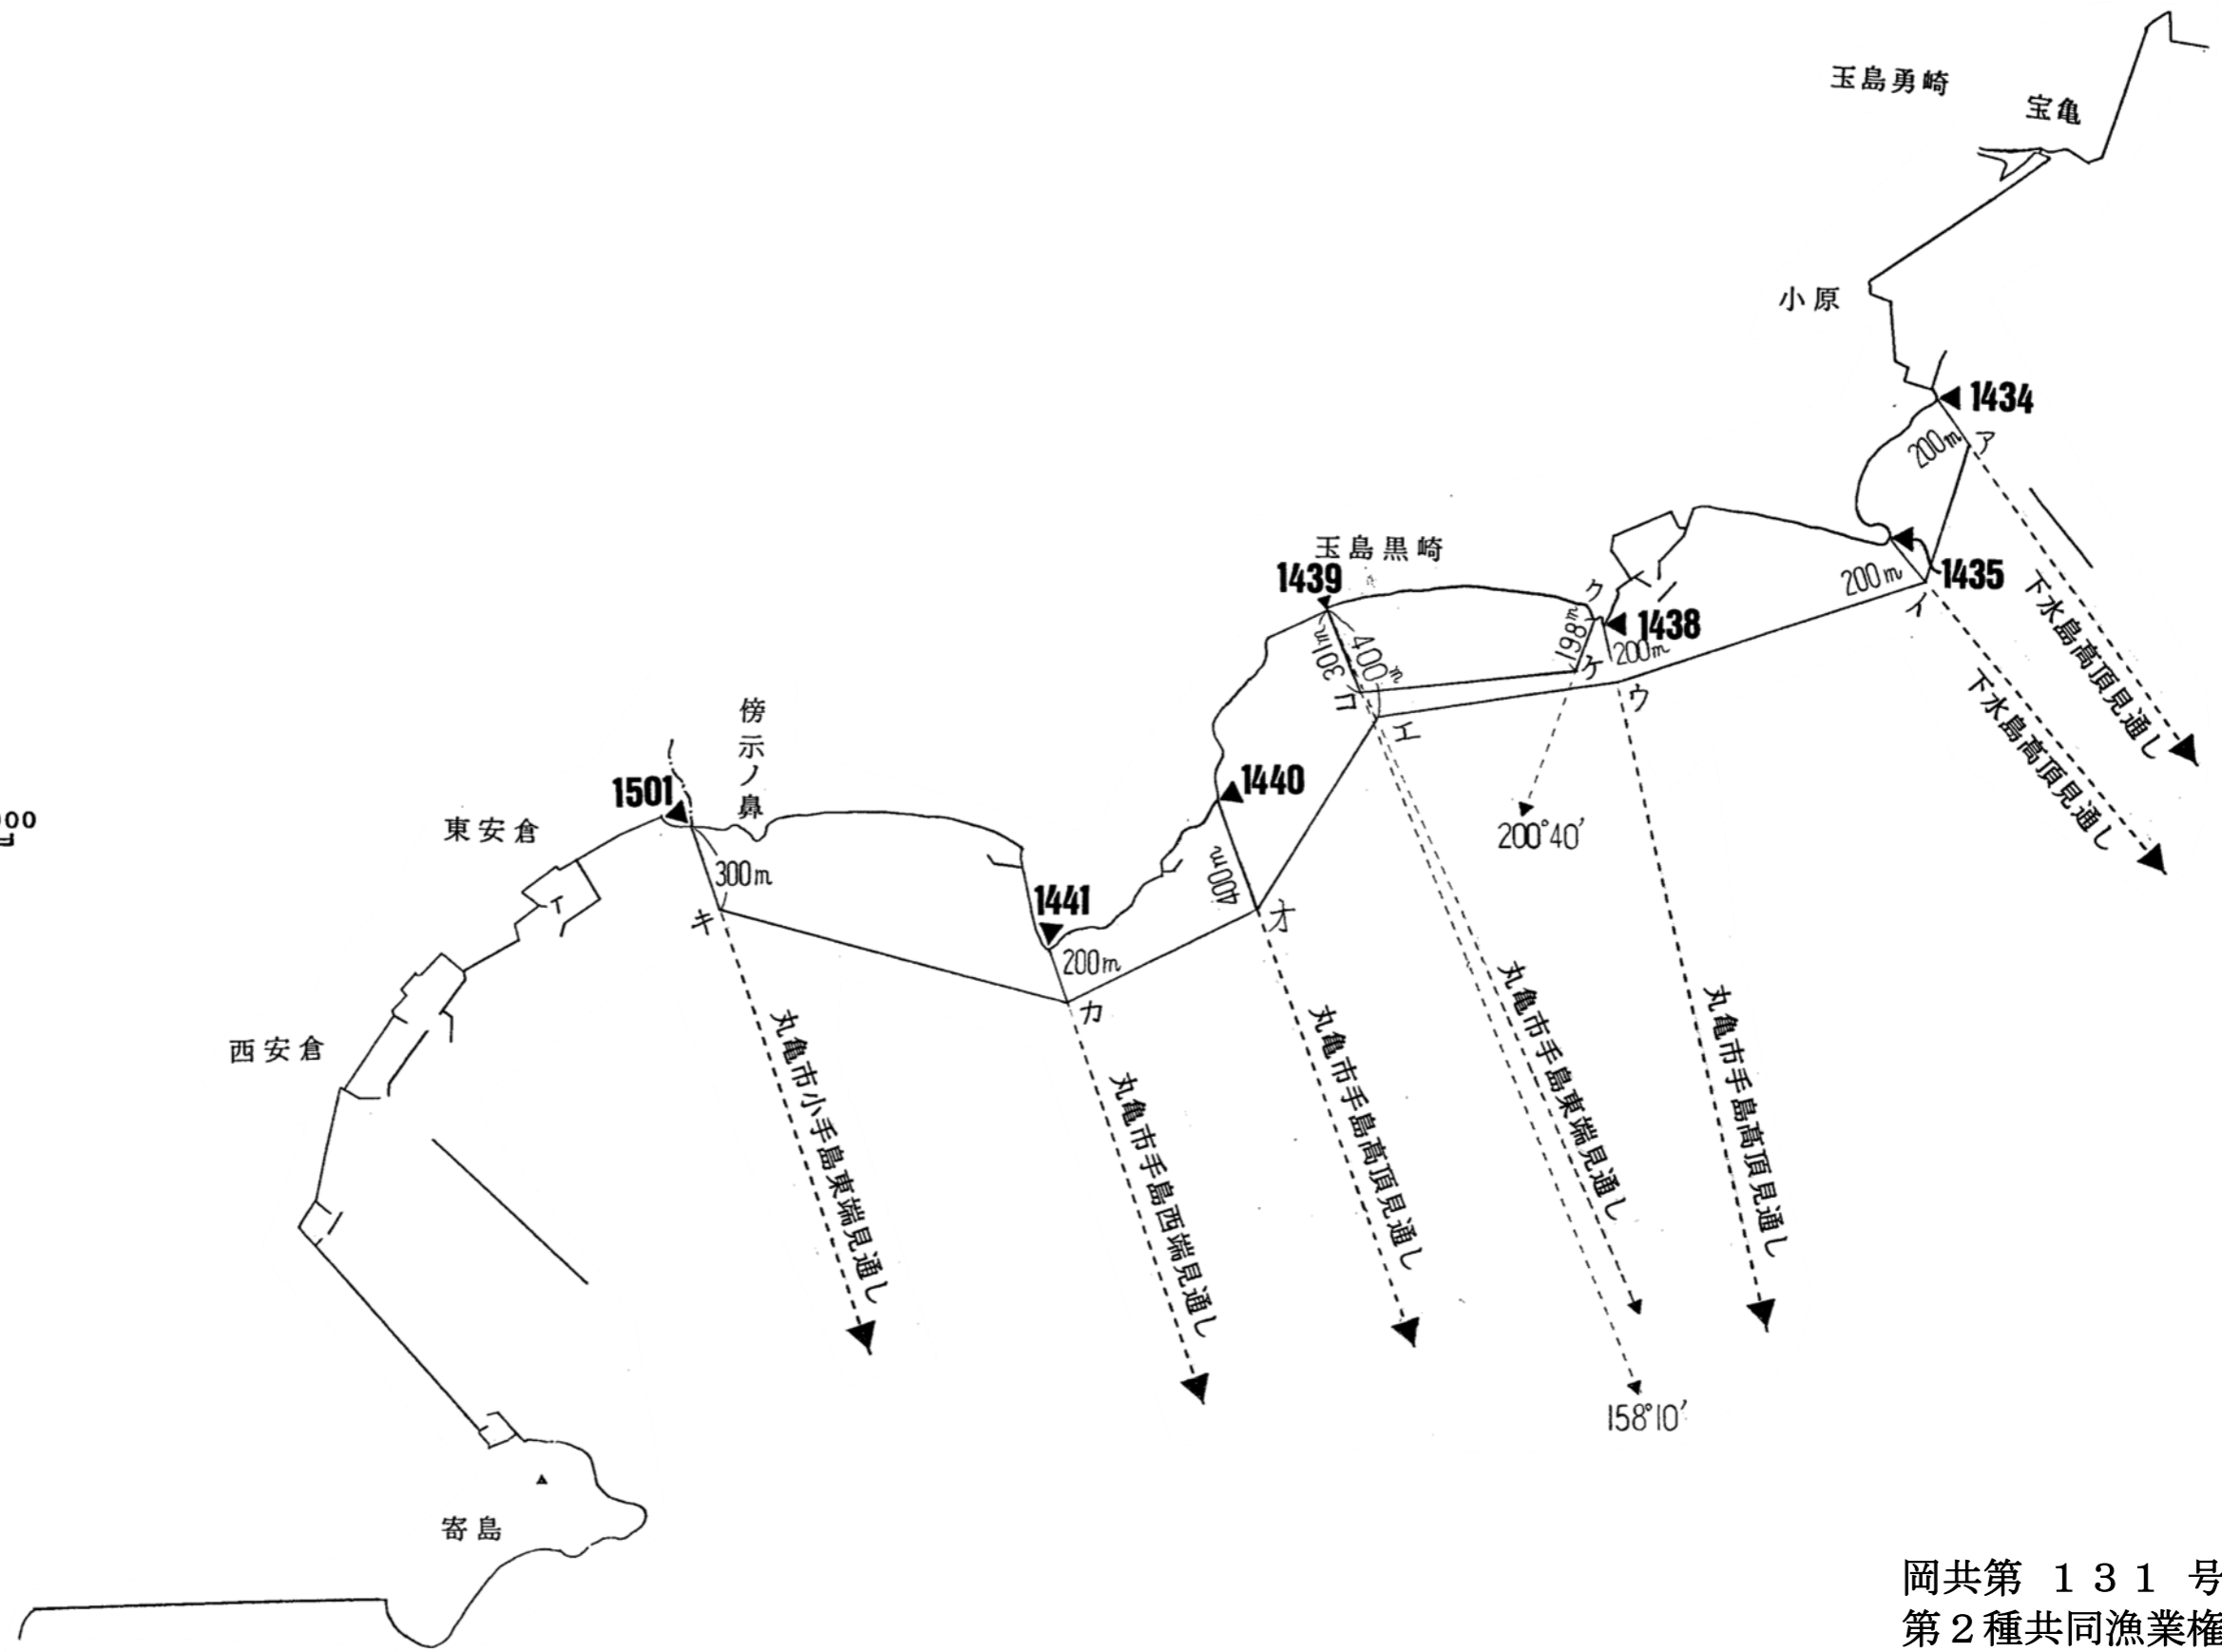 玉島勇崎
宝亀
小原
1434
200m
ア
玉島黒崎
1439
ク
1438
198m
200m
ケ
ウ
200m
1435
イ
301m
400m
コ
エ
下水島高頂見通し
下水島高頂見通し
傍示ノ鼻
1501
東安倉
300m
キ
1440
400m
オ
1441
200m
カ
200°40′
西安倉
丸亀市小手島東端見通し
丸亀市手島西端見通し
丸亀市手島高頂見通し
丸亀市手島東端見通し
丸亀市手島高頂見通し
158°10′
寄島
岡共第 131 号
第2種共同漁業権